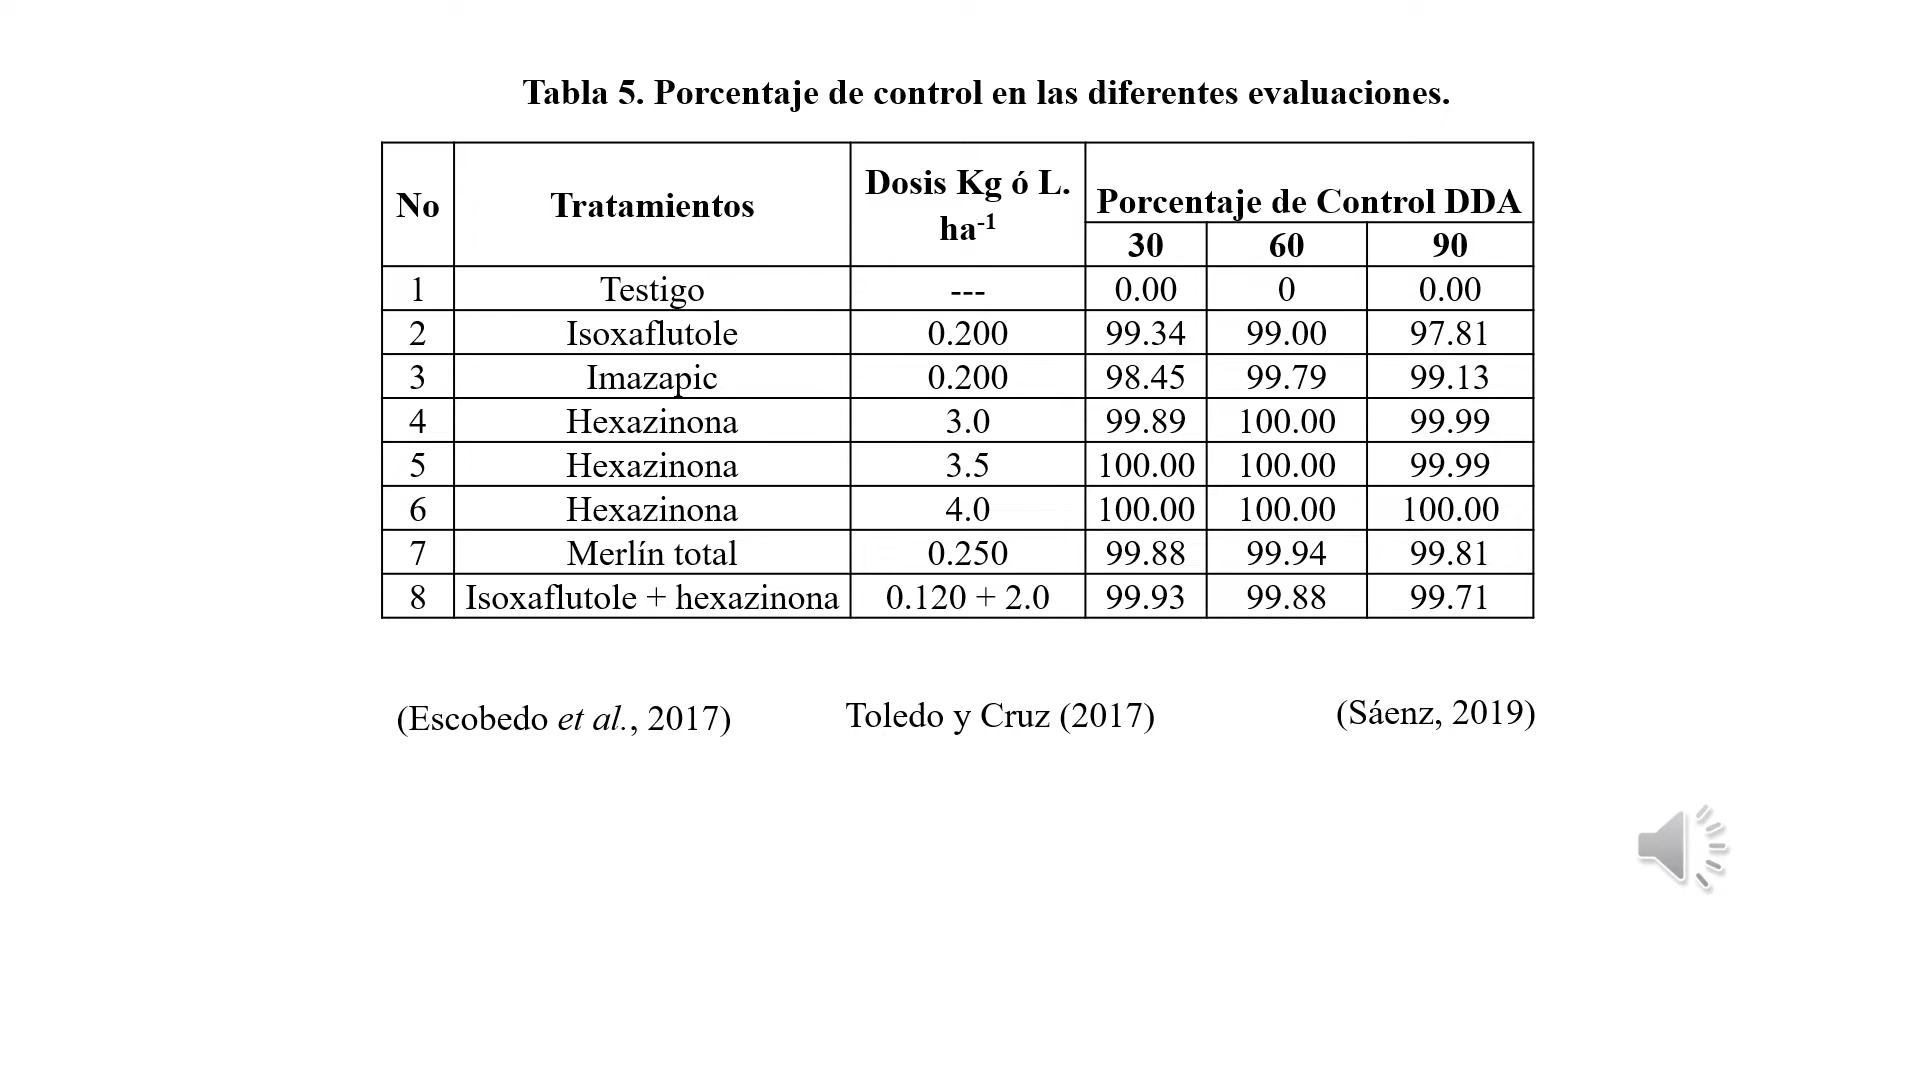 Tabla 5. Porcentaje de control en las diferentes evaluaciones.
No Tratamientos Dosis Kg ó L. ha-1 Porcentaje de Control DDA
30 60 90
1 Testigo --- 0.00 0 0.00
2 Isoxaflutole 0.200 99.34 99.00 97.81
3 Imazapic 0.200 98.45 99.79 99.13
4 Hexazinona 3.0 99.89 100.00 99.99
5 Hexazinona 3.5 100.00 100.00 99.99
6 Hexazinona 4.0 100.00 100.00 100.00
7 Merlín total 0.250 99.88 99.94 99.81
8 Isoxaflutole + hexazinona 0.120 + 2.0 99.93 99.88 99.71
(Escobedo et al., 2017) Toledo y Cruz (2017) (Sáenz, 2019)